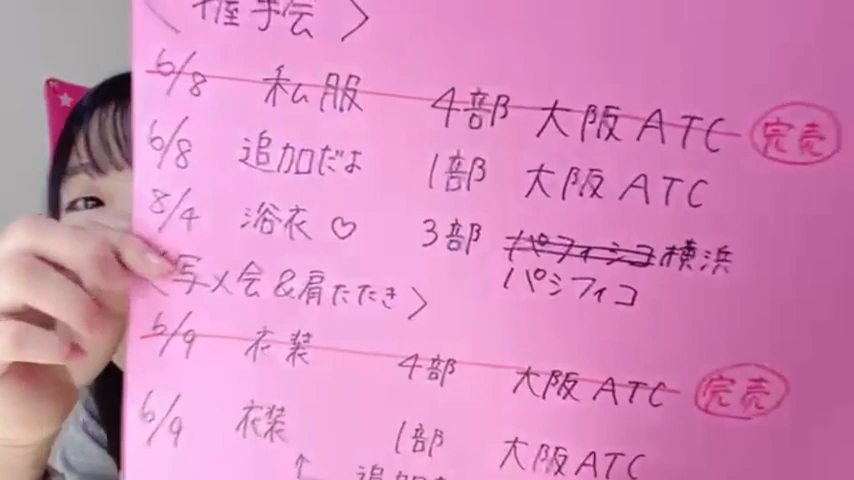 〈握手会〉
6/8 私服 4部 大阪ATC 完売
6/8 追加だよ 1部 大阪ATC
8/4 浴衣♡ 3部 パフィシコ横浜
パシフィコ
〈写メ会&肩たたき〉
6/9 衣装 4部 大阪ATC 完売
6/9 衣装 1部 大阪ATC
↑ 追加